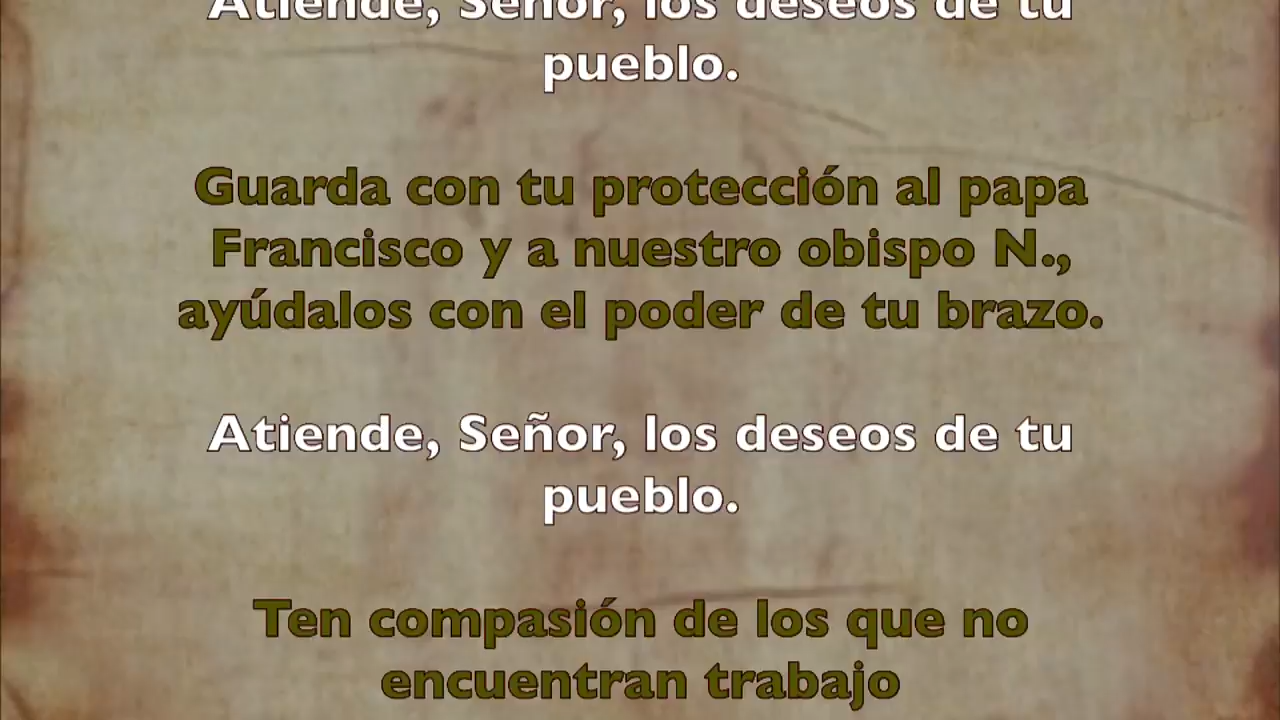 Atiende, Señor, los deseos de tu
pueblo.
Guarda con tu protección al papa
Francisco y a nuestro obispo N.,
ayúdalos con el poder de tu brazo.
Atiende, Señor, los deseos de tu
pueblo.
Ten compasión de los que no
encuentran trabajo